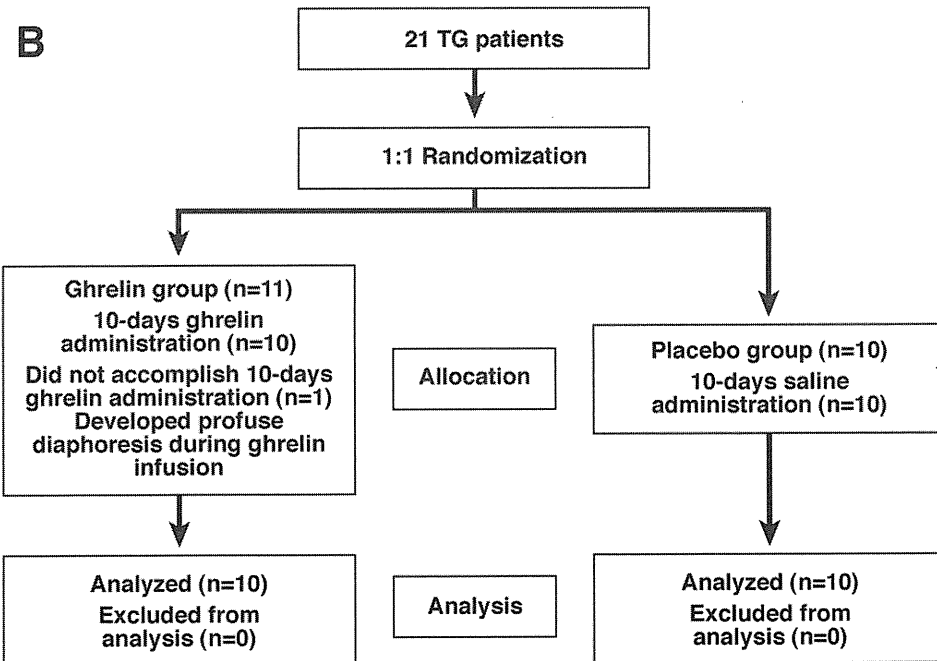 B
21 TG patients
1:1 Randomization
Ghrelin group (n=11)
10-days ghrelin
administration (n=10)
Did not accomplish 10-days
ghrelin administration (n=1)
Developed profuse
diaphoresis during ghrelin
infusion
Allocation
Placebo group (n=10)
10-days saline
administration (n=10)
Analyzed (n=10)
Excluded from
analysis (n=0)
Analysis
Analyzed (n=10)
Excluded from
analysis (n=0)